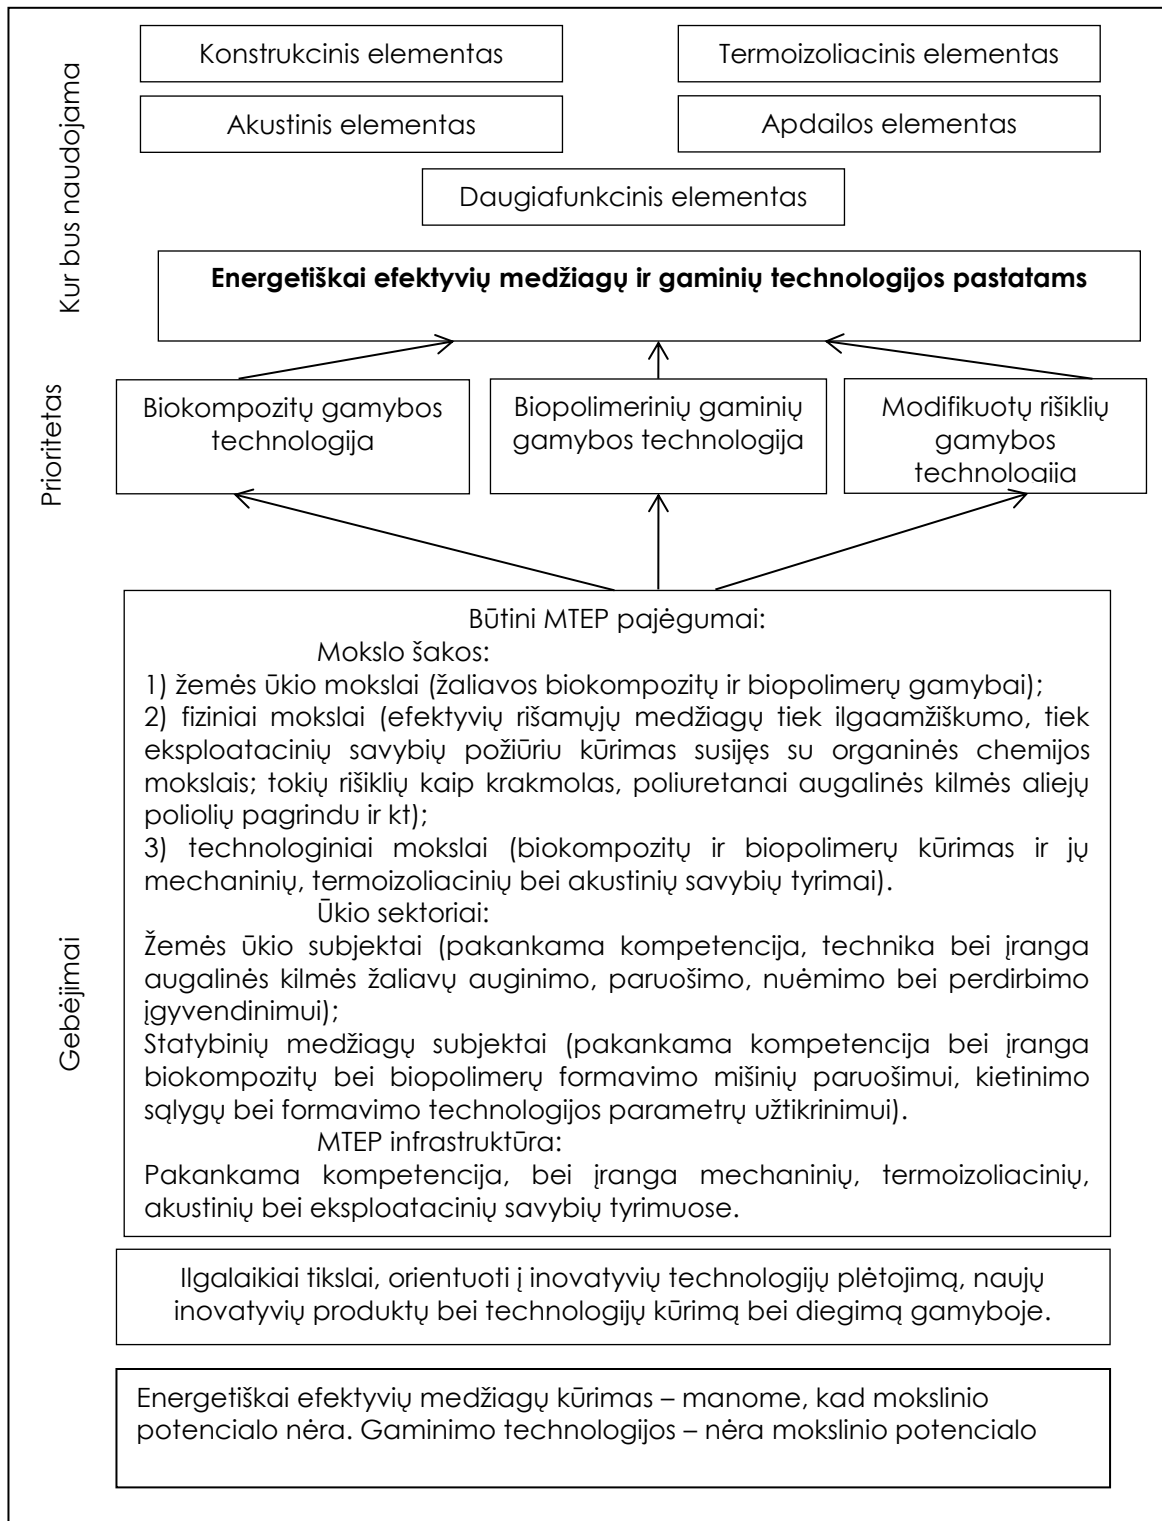 Kur bus naudojama
Konstrukcinis elementas
Termoizoliacinis elementas
Akustinis elementas
Apdailos elementas
Daugiafunkcinis elementas
Energetiškai efektyvių medžiagų ir gaminių technologijos pastatams
Prioritetas
Biokompozitų gamybos
technologija
Biopolimerinių gaminių
gamybos technologija
Modifikuotų rišiklių
gamybos
technologija
Gebėjimai
Būtini MTEP pajėgumai:
Mokslo šakos:
1) žemės ūkio mokslai (žaliavos biokompozitų ir biopolimerų gamybai);
2) fiziniai mokslai (efektyvių rišamųjų medžiagų tiek ilgaamžiškumo, tiek
eksploatacinių savybių požiūriu kūrimas susijęs su organinės chemijos
mokslais; tokių rišiklių kaip krakmolas, poliuretanai augalinės kilmės aliejų
poliolių pagrindu ir kt);
3) technologiniai mokslai (biokompozitų ir biopolimerų kūrimas ir jų
mechaninių, termoizoliacinių bei akustinių savybių tyrimai).
Ūkio sektoriai:
Žemės ūkio subjektai (pakankama kompetencija, technika bei įranga
augalinės kilmės žaliavų auginimo, paruošimo, nuėmimo bei perdirbimo
įgyvendinimui);
Statybinių medžiagų subjektai (pakankama kompetencija bei įranga
biokompozitų bei biopolimerų formavimo mišinių paruošimui, kietinimo
sąlygų bei formavimo technologijos parametrų užtikrinimui).
MTEP infrastruktūra:
Pakankama kompetencija, bei įranga mechaninių, termoizoliacinių,
akustinių bei eksploatacinių savybių tyrimuose.
Ilgalaikiai tikslai, orientuoti į inovatyvių technologijų plėtojimą, naujų
inovatyvių produktų bei technologijų kūrimą bei diegimą gamyboje.
Energetiškai efektyvių medžiagų kūrimas – manome, kad mokslinio
potencialo nėra. Gaminimo technologijos – nėra mokslinio potencialo